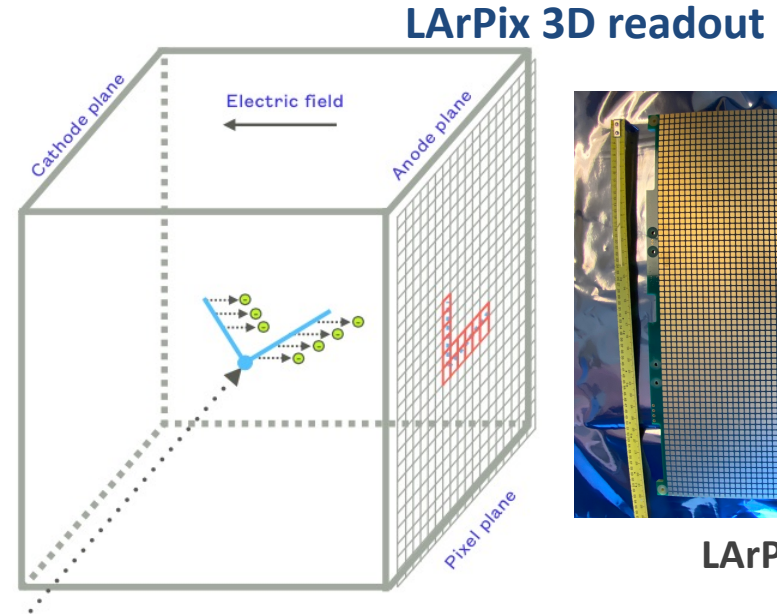 LArPix 3D readout
Cathode plane
Electric field
Anode plane
Pixel plane
LArP